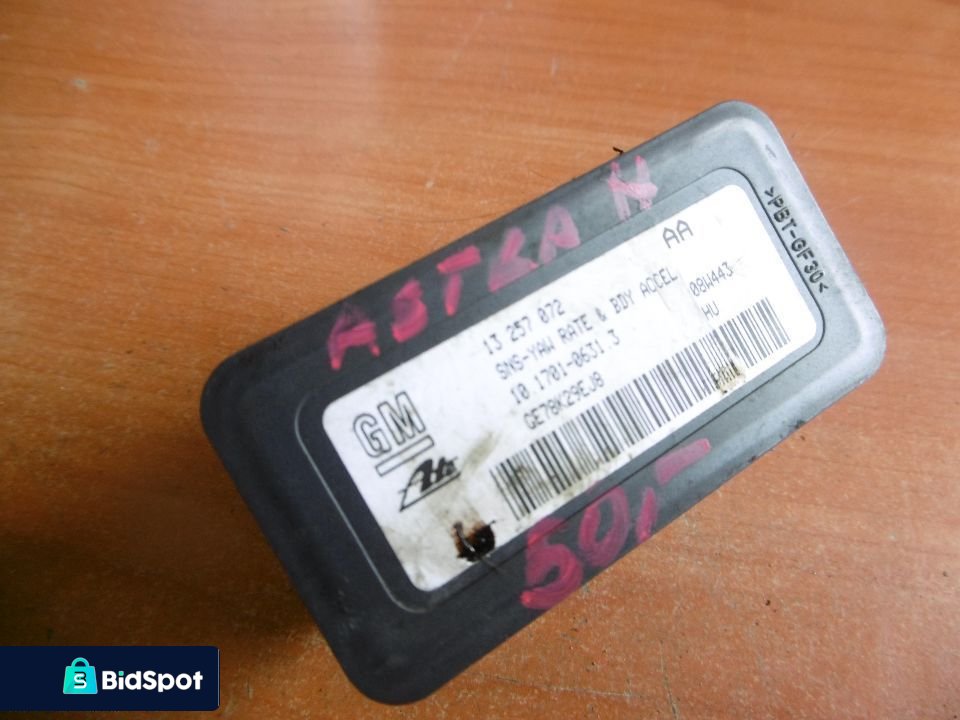 ASTRA H
AA
>PBT-GF30<
13 257 072
SNS-YAW RATE & BDY ACCEL
10.1701-0631.3
08W443
GE78K29EJ8
HU
GM
Ate
50,-
BidSpot